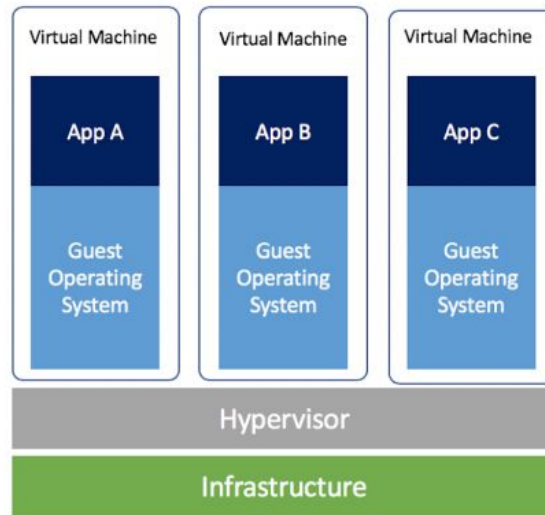 Virtual Machine
Virtual Machine
Virtual Machine
App A
App B
App C
Guest
Operating
System
Guest
Operating
System
Guest
Operating
System
Hypervisor
Infrastructure